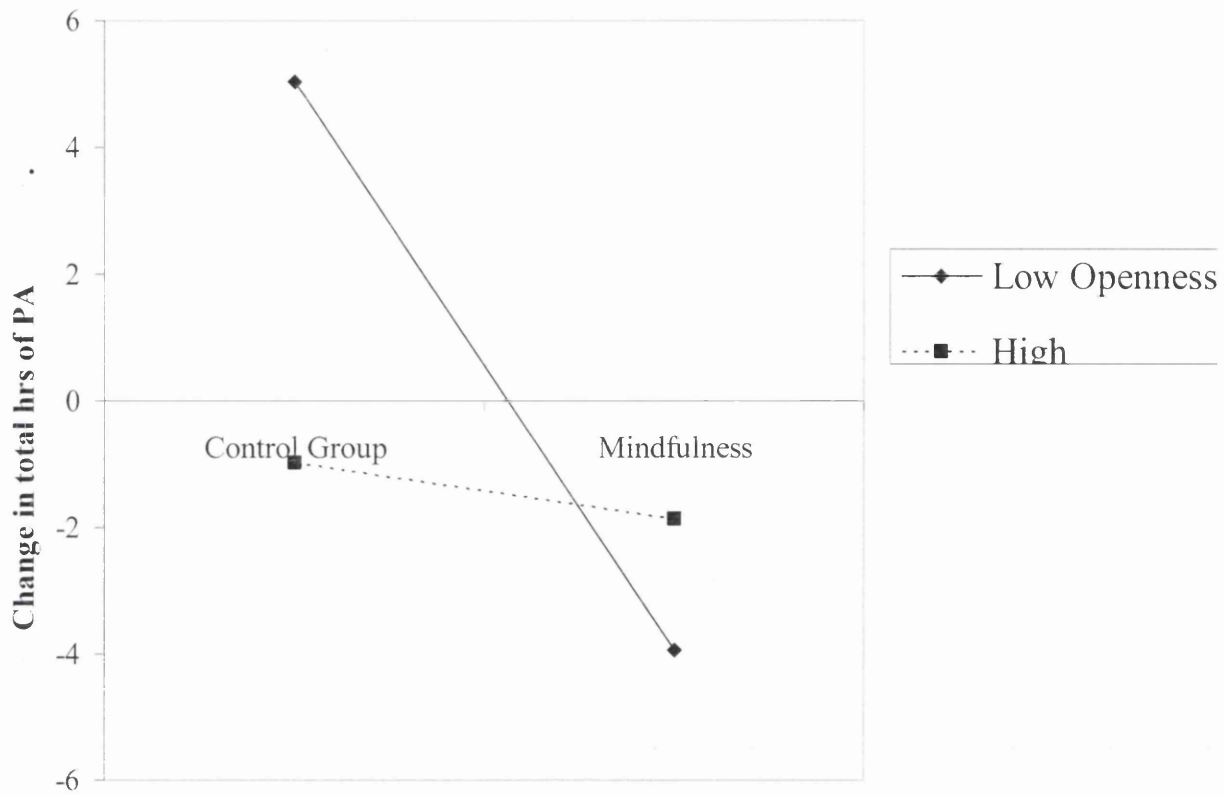 6
4
2
0
-2
-4
-6
Change in total hrs of PA
Control Group
Mindfulness
Low Openness
High